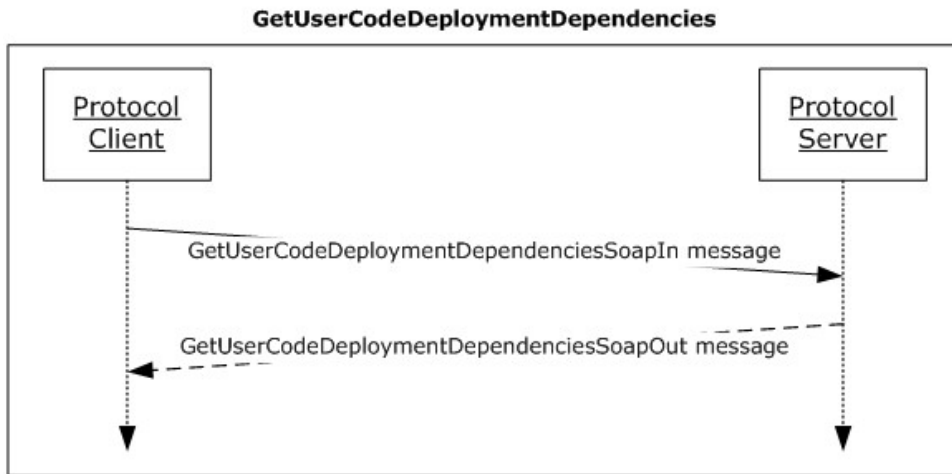 GetUserCodeDeploymentDependencies
Protocol
Client
Protocol
Server
GetUserCodeDeploymentDependenciesSoapIn message
GetUserCodeDeploymentDependenciesSoapOut message